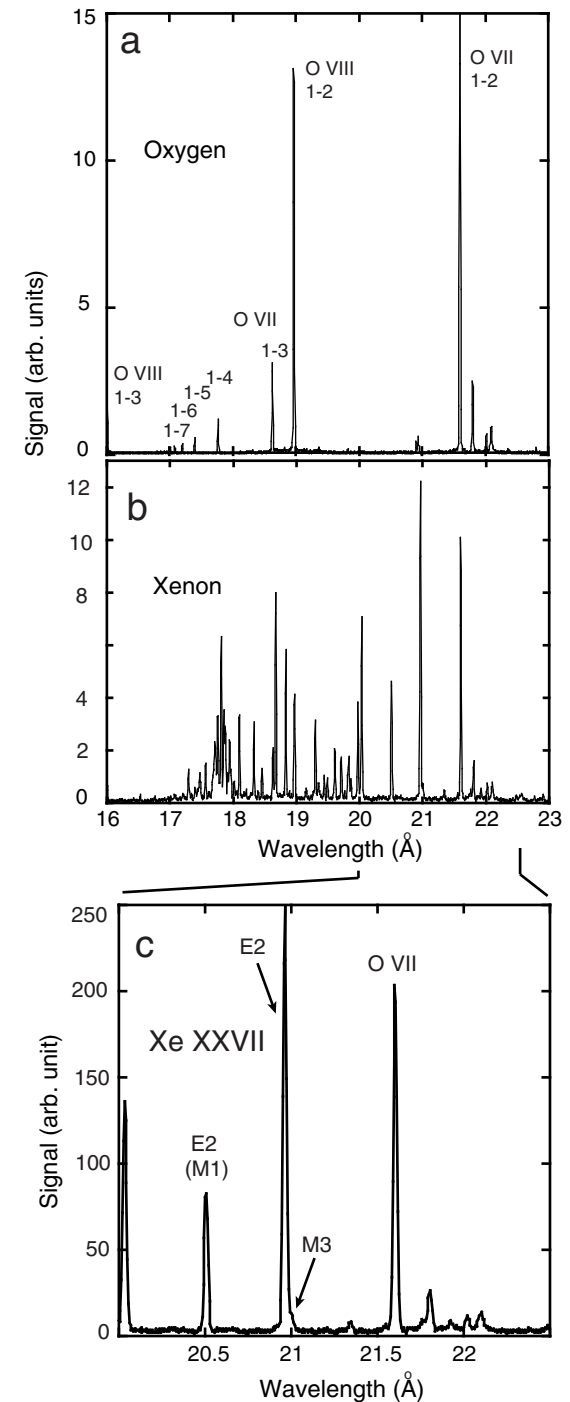 15
a
O VIII
1-2
O VII
1-2
Oxygen
10
Signal (arb. units)
5
O VII
1-3
O VIII
1-3
1-4
1-5
1-6
1-7
0
12
b
10
Xenon
8
4
2
0
16 17 18 19 20 21 22 23
Wavelength (Å)
250
c
E2
O VII
200
Xe XXVII
150
Signal (arb. unit)
E2
(M1)
100
M3
50
0
20.5 21 21.5 22
Wavelength (Å)